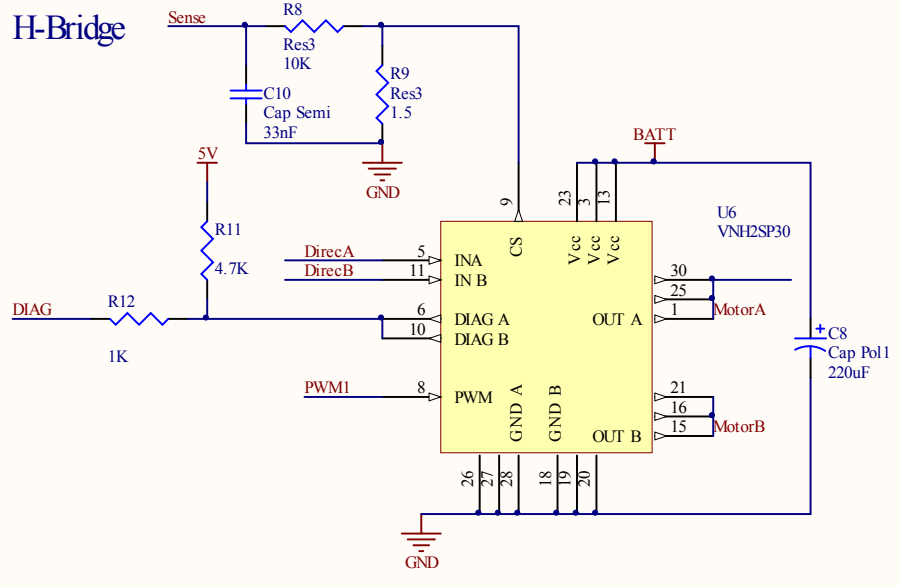 H-Bridge
Sense
R8
Res3
10K
C10
Cap Semi
33nF
R9
Res3
1.5
GND
5V
R11
4.7K
DIAG
R12
1K
BATT
U6
VNH2SP30
9
CS
23
3
13
Vcc
Vcc
Vcc
DirecA
5
INA
DirecB
11
IN B
6
DIAG A
10
DIAG B
PWM1
8
PWM
30
25
1
OUT A
MotorA
21
16
15
OUT B
MotorB
GND A
GND B
26
27
28
18
19
20
C8
Cap Pol1
220uF
GND